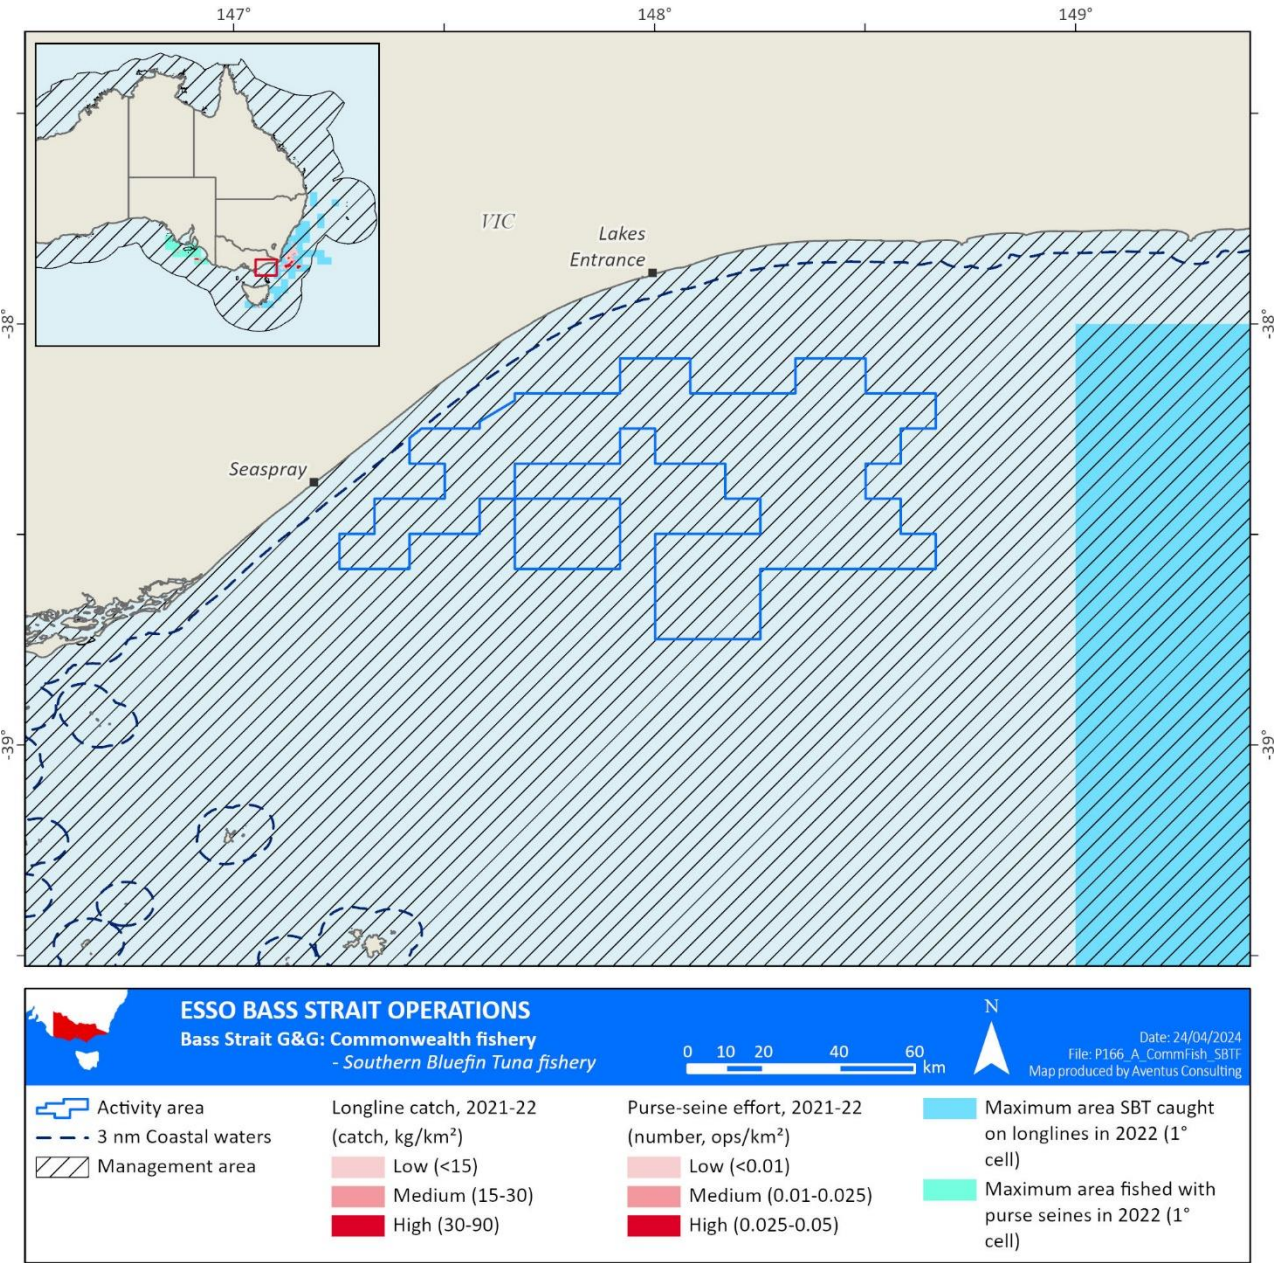 147°
148°
149°
VIC
Lakes
Entrance
Seaspray
-38°
-38°
-39°
-39°
ESSO BASS STRAIT OPERATIONS
Bass Strait G&G: Commonwealth fishery
- Southern Bluefin Tuna fishery
0 10 20 40 60
km
N
Date: 24/04/2024
File: P166_A_CommFish_SBTF
Map produced by Aventus Consulting
Activity area
3 nm Coastal waters
Management area
Longline catch, 2021-22
(catch, kg/km²)
Low (<15)
Medium (15-30)
High (30-90)
Purse-seine effort, 2021-22
(number, ops/km²)
Low (<0.01)
Medium (0.01-0.025)
High (0.025-0.05)
Maximum area SBT caught
on longlines in 2022 (1°
cell)
Maximum area fished with
purse seines in 2022 (1°
cell)